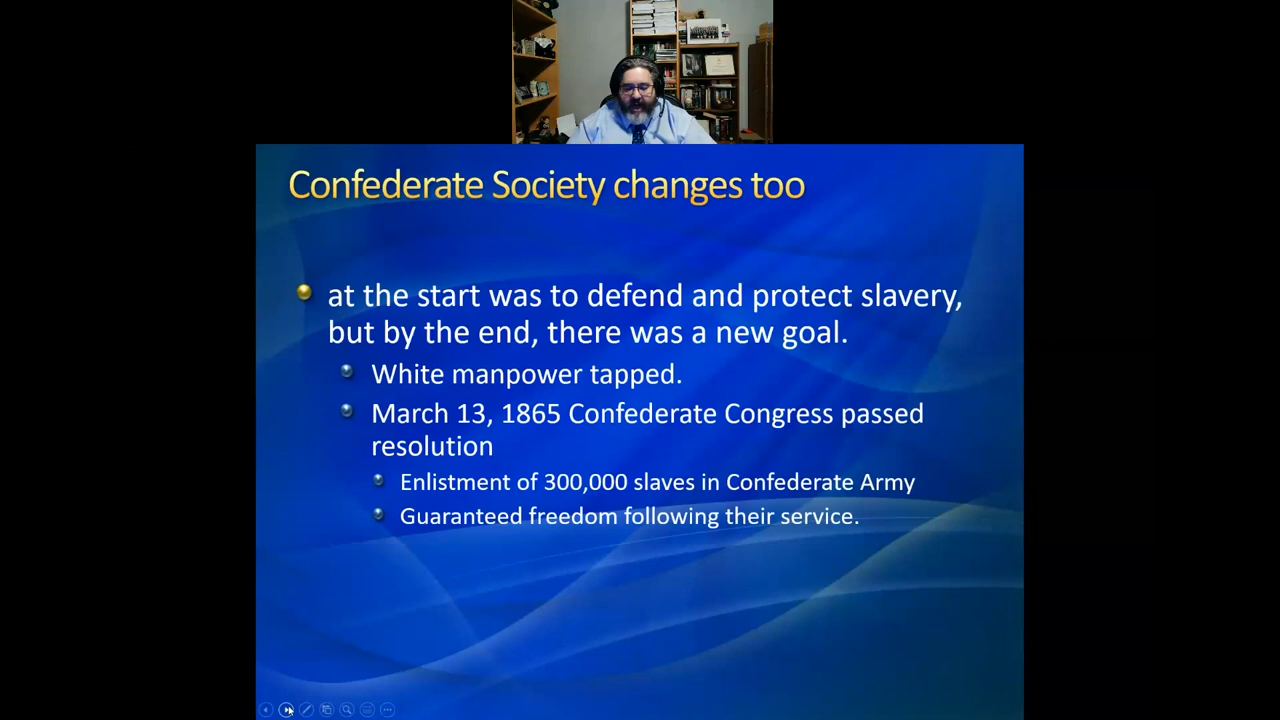 Confederate Society changes too
at the start was to defend and protect slavery,
but by the end, there was a new goal.
White manpower tapped.
March 13, 1865 Confederate Congress passed
resolution
Enlistment of 300,000 slaves in Confederate Army
Guaranteed freedom following their service.